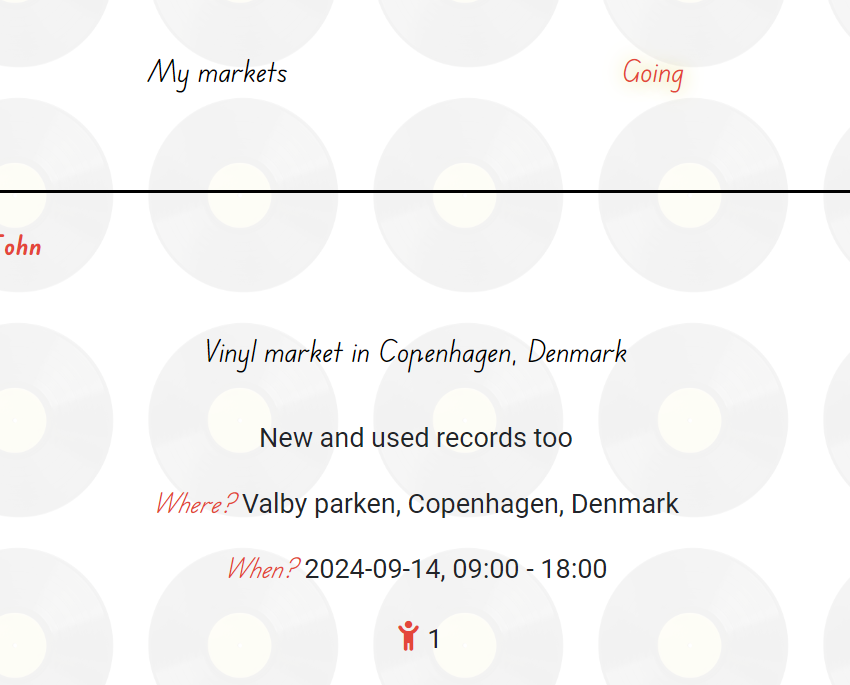 My markets
Going
John
Vinyl market in Copenhagen, Denmark
New and used records too
Where? Valby parken, Copenhagen, Denmark
When? 2024-09-14, 09:00 - 18:00
1